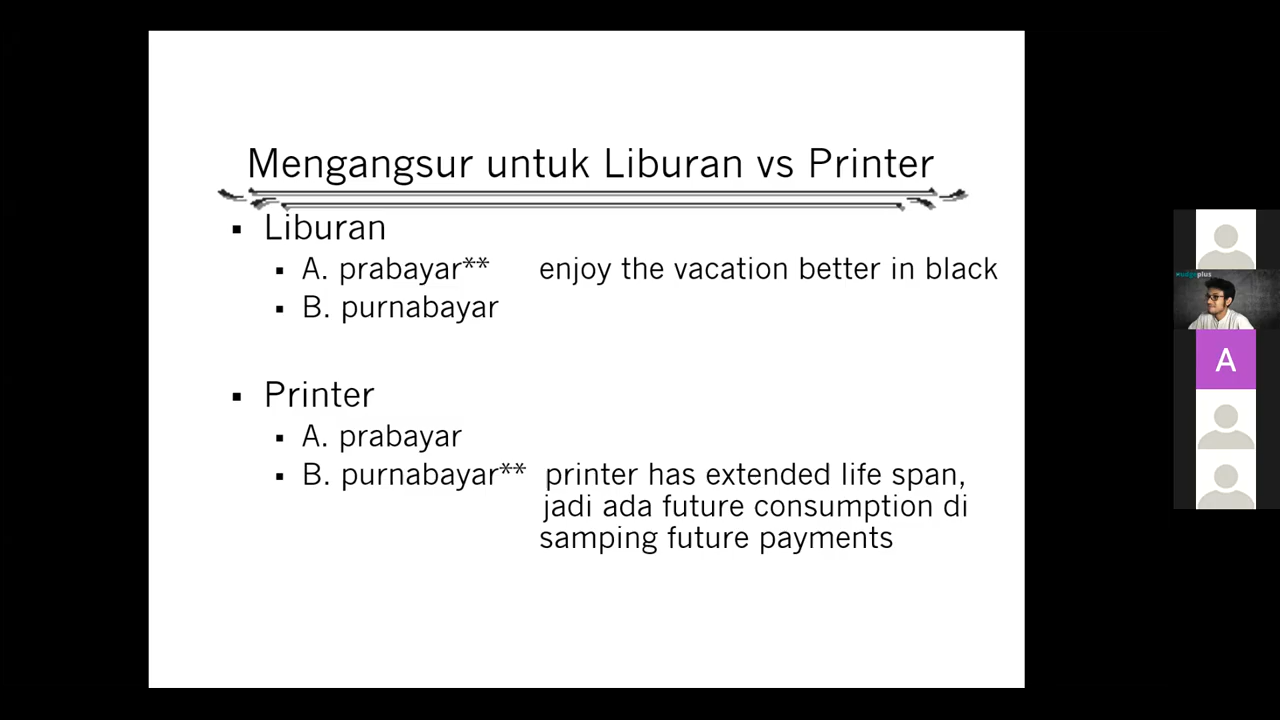 Mengangsur untuk Liburan vs Printer
▪ Liburan
▪ A. prabayar** enjoy the vacation better in black
▪ B. purnabayar
▪ Printer
▪ A. prabayar
▪ B. purnabayar** printer has extended life span,
jadi ada future consumption di
samping future payments
nudgeplus
A